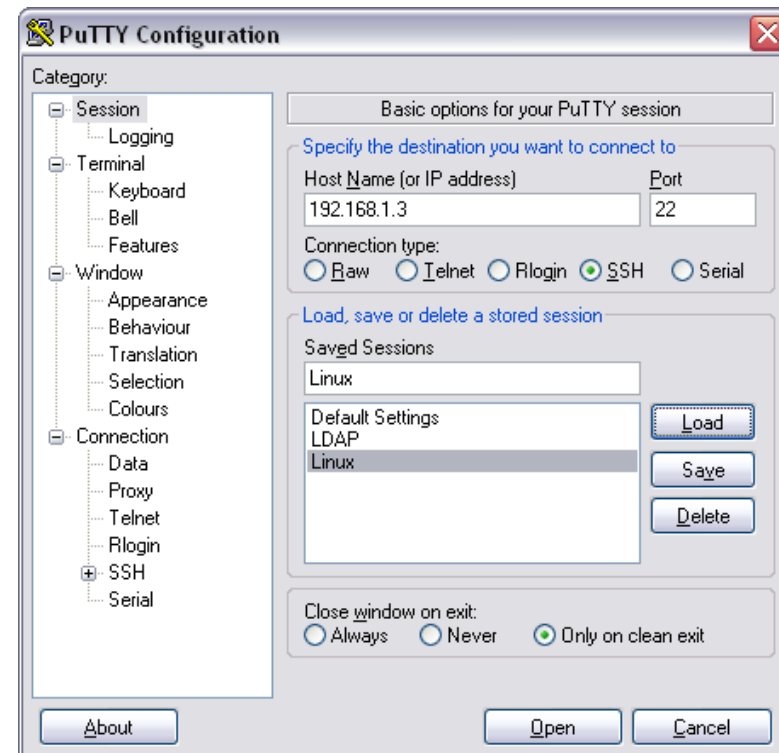 PuTTY Configuration
Category:
Session
Logging
Terminal
Keyboard
Bell
Features
Window
Appearance
Behaviour
Translation
Selection
Colours
Connection
Data
Proxy
Telnet
Rlogin
SSH
Serial
Basic options for your PuTTY session
Specify the destination you want to connect to
Host Name (or IP address) Port
192.168.1.3 22
Connection type:
Raw Telnet Rlogin SSH Serial
Load, save or delete a stored session
Saved Sessions
Linux
Default Settings
LDAP
Linux
Load
Save
Delete
Close window on exit:
Always Never Only on clean exit
About Open Cancel